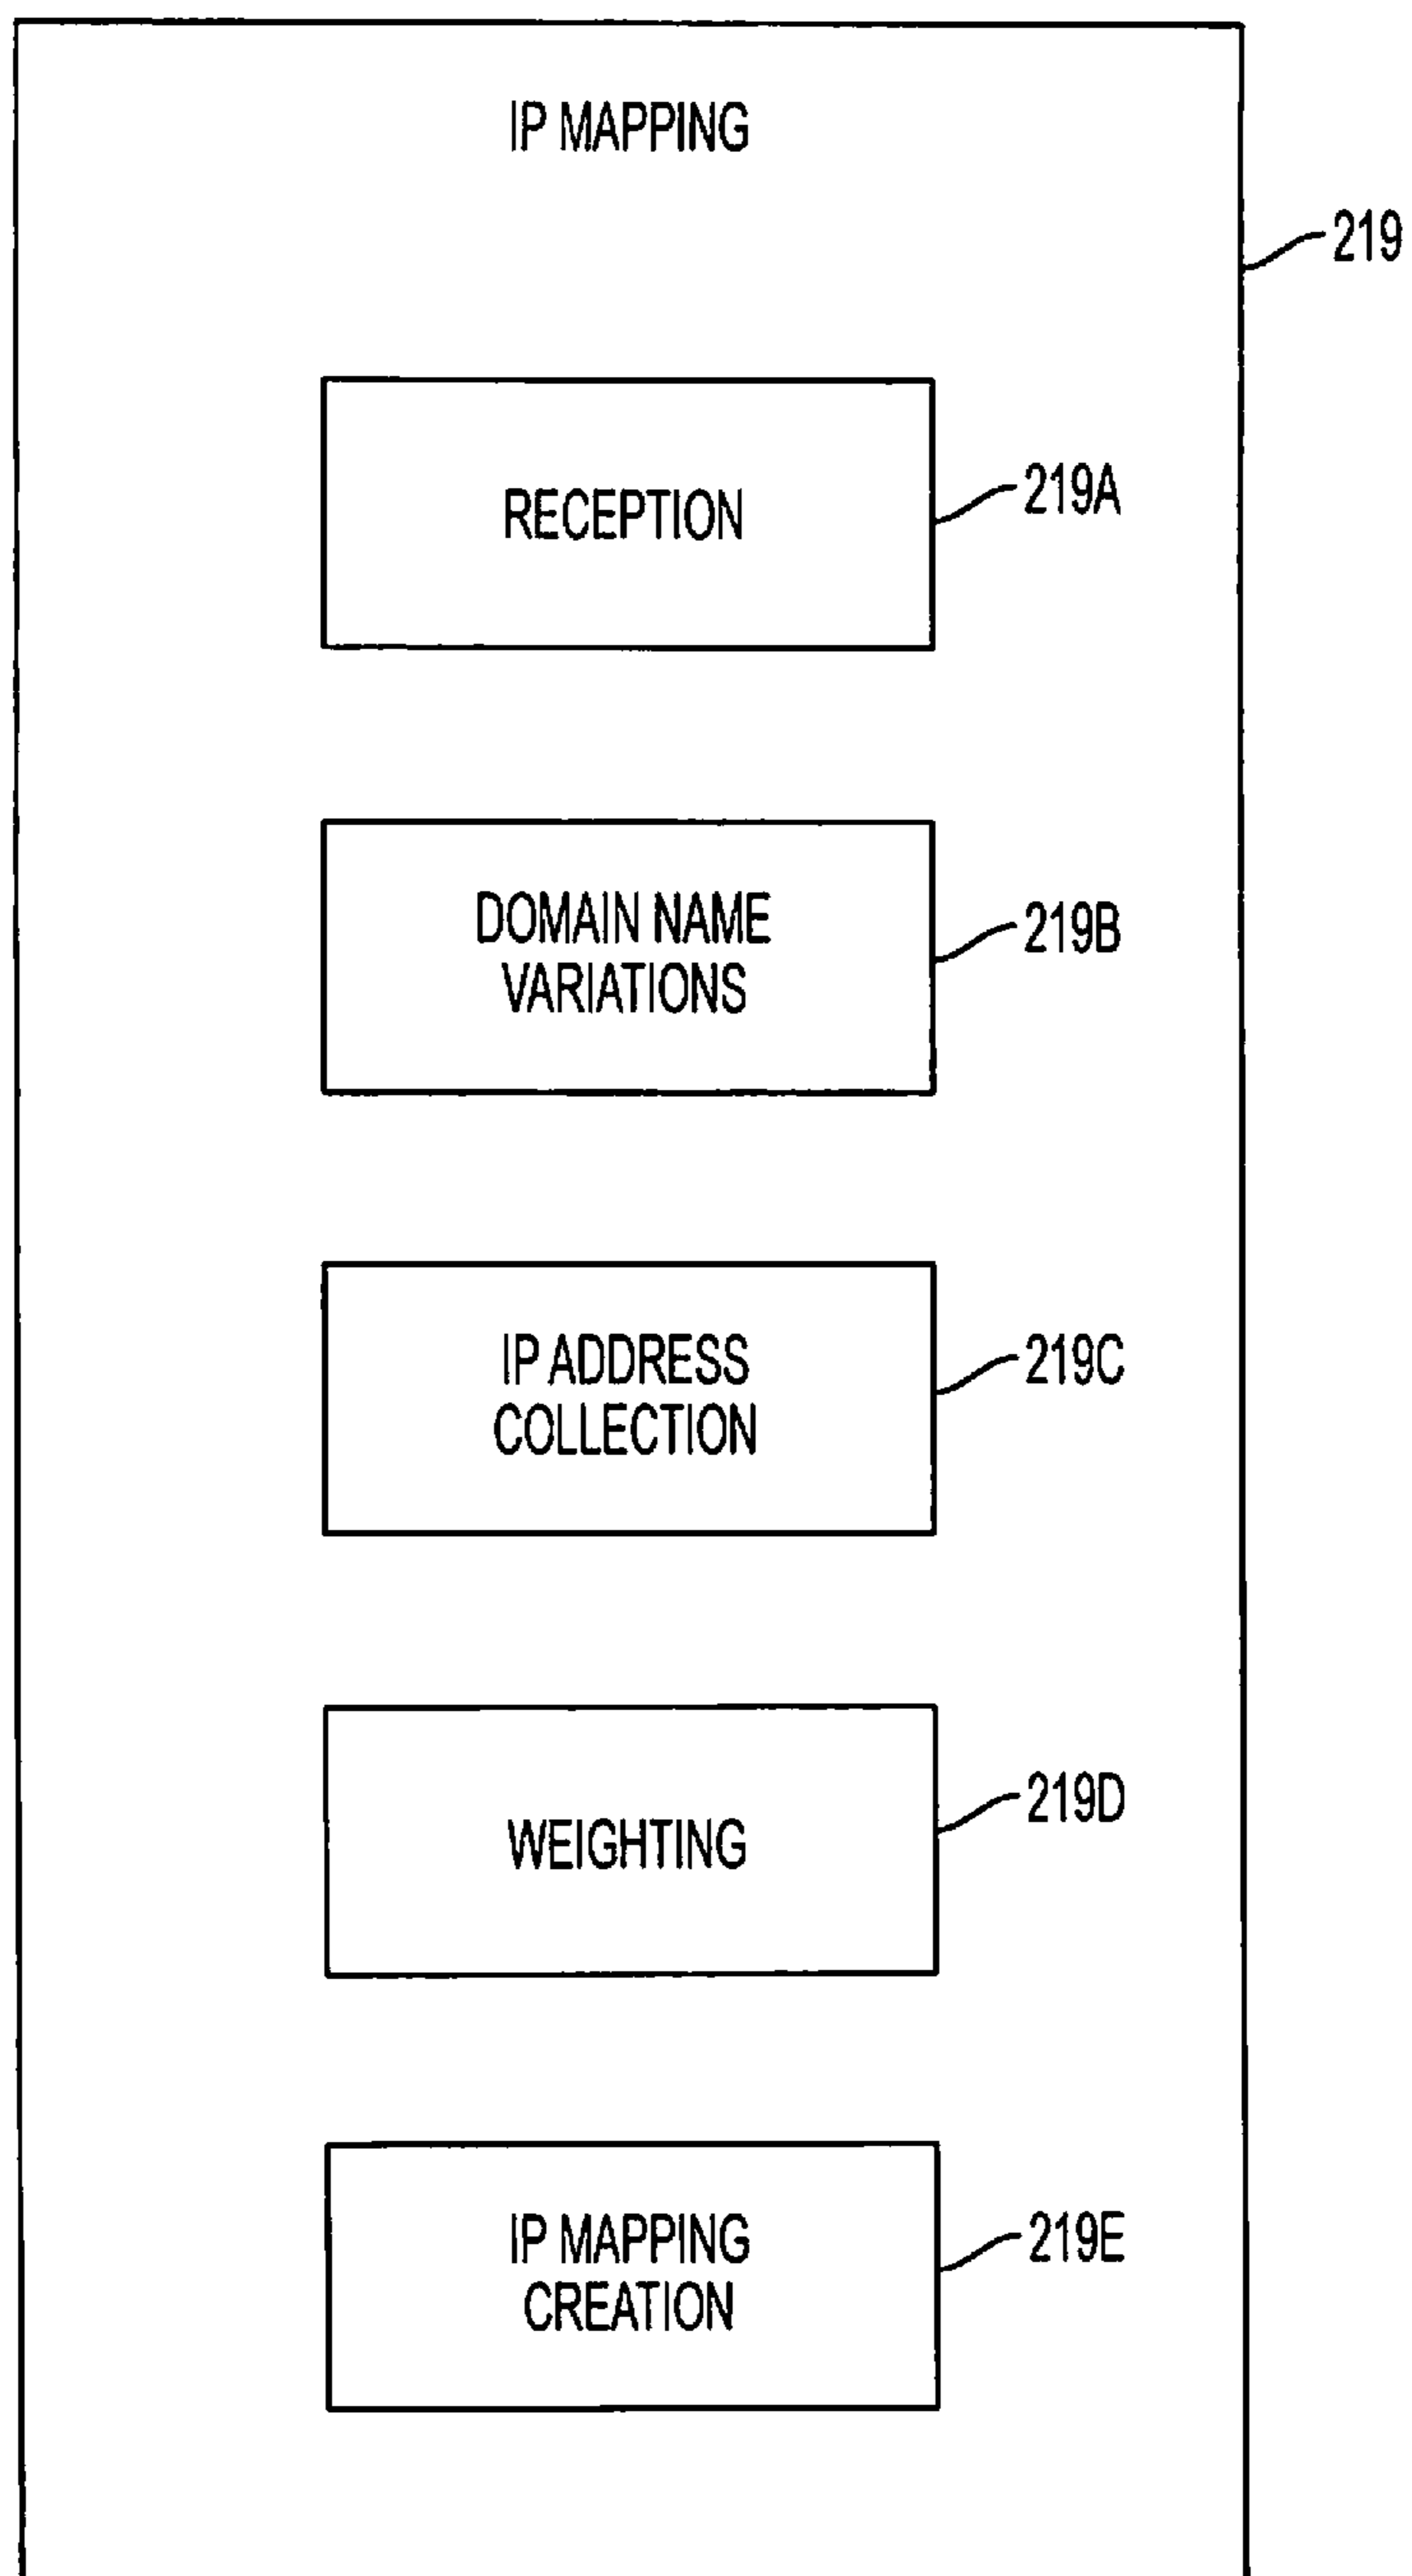 IP MAPPING
219
RECEPTION
219A
DOMAIN NAME
VARIATIONS
219B
IP ADDRESS
COLLECTION
219C
WEIGHTING
219D
IP MAPPING
CREATION
219E